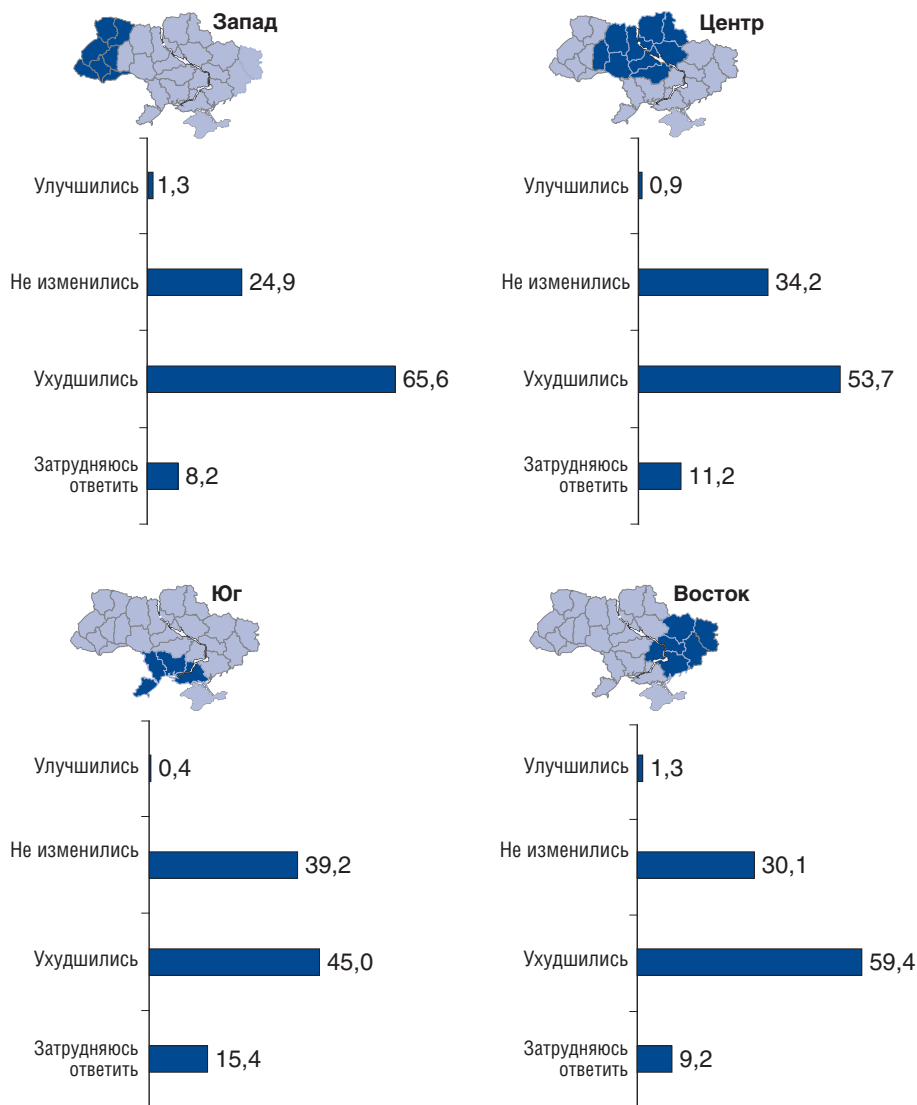 Запад
Улучшились 1,3
Не изменились 24,9
Ухудшились 65,6
Затрудняюсь
ответить 8,2
Центр
Улучшились 0,9
Не изменились 34,2
Ухудшились 53,7
Затрудняюсь
ответить 11,2
Юг
Улучшились 0,4
Не изменились 39,2
Ухудшились 45,0
Затрудняюсь
ответить 15,4
Восток
Улучшились 1,3
Не изменились 30,1
Ухудшились 59,4
Затрудняюсь
ответить 9,2